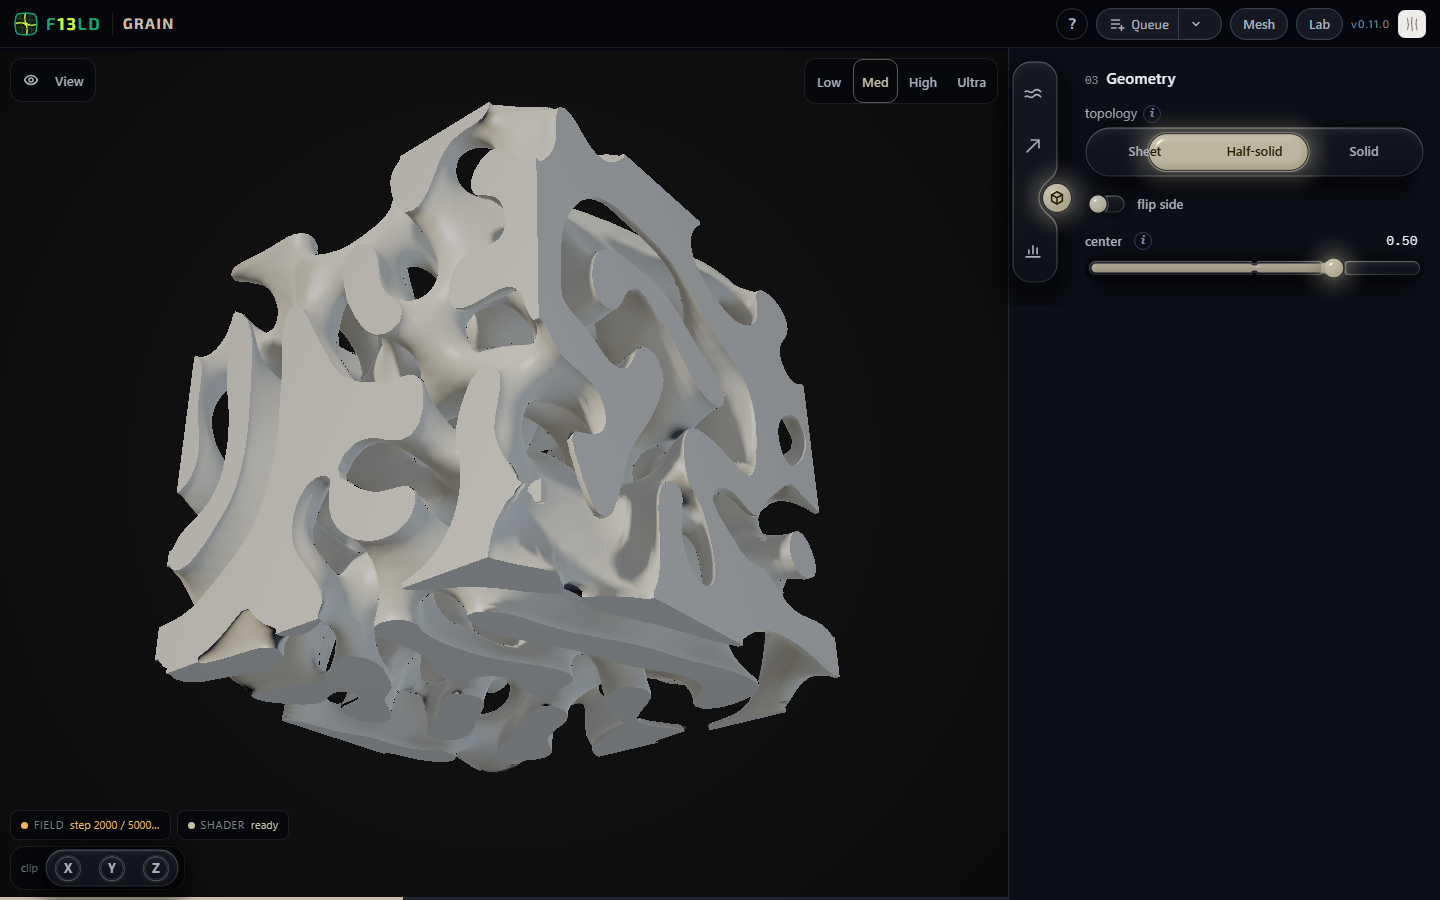 F13LD GRAIN
? Queue Mesh Lab v0.11.0
View
Low Med High Ultra
03 Geometry
topology i
Sheet Half-solid Solid
flip side
center i 0.50
FIELD step 2000 / 5000...
SHADER ready
clip X Y Z